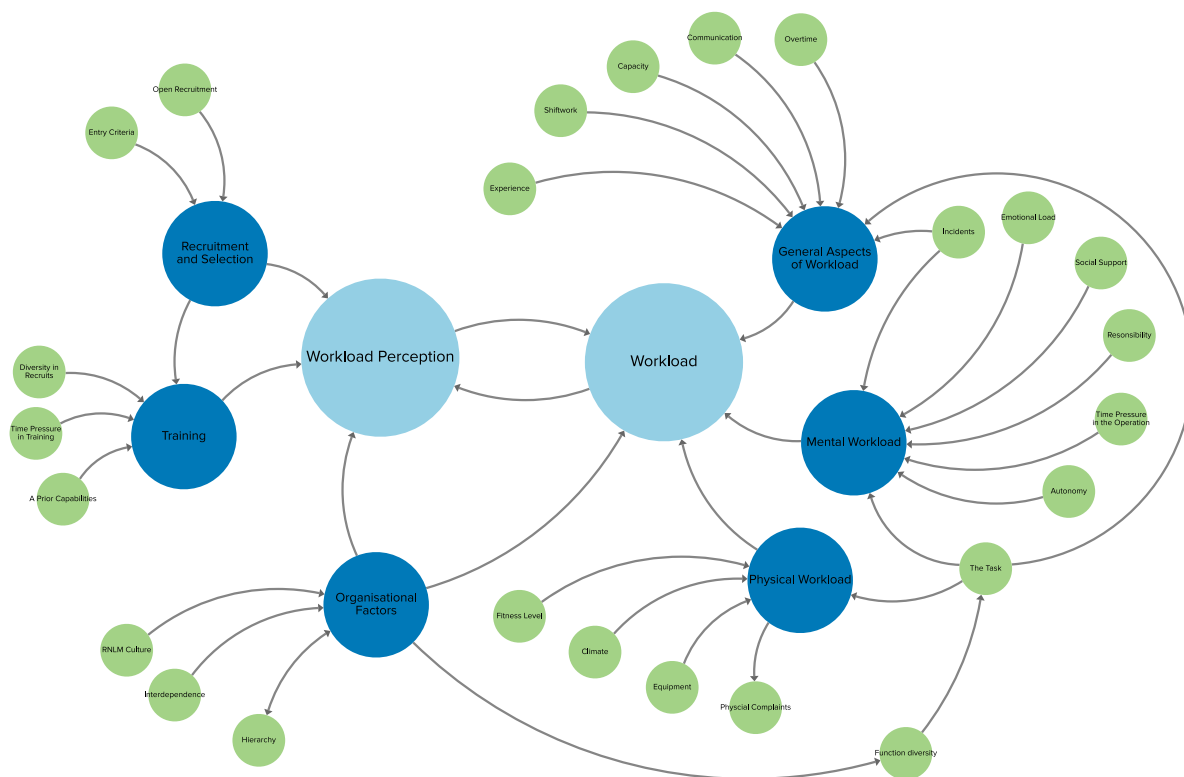 Communication
Overtime
Capacity
Open Recruitment
Shiftwork
Entry Criteria
Experience
Emotional Load
Incidents
Recruitment
and Selection
General Aspects
of Workload
Social Support
Resonsibility
Workload Perception
Workload
Diversity in
Recruits
Time Pressure
in Training
Training
A Prior Capabilities
Time Pressure
in the Operation
Mental Workload
Autonomy
The Task
Physical Workload
Organisational
Factors
Fitness Level
RNLM Culture
Climate
Equipment
Interdependence
Physcial Complaints
Hierarchy
Function diversity